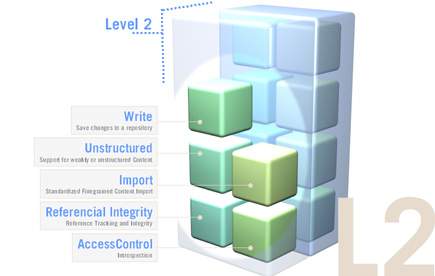 Level 2
Write
Save changes to a repository
Unstructured
Support for weakly or unstructured Content
Import
Standardized Finegrained Content Import
Referencial Integrity
Reference Tracking and Integrity
AccessControl
Introspection
L2